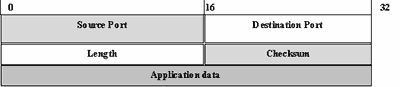 0 16 32
Source Port Destination Port
Length Checksum
Application data